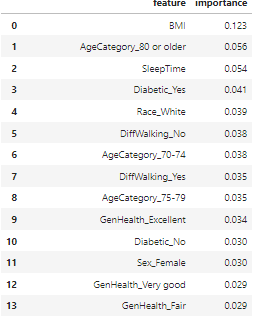 feature importance
0 BMI 0.123
1 AgeCategory_80 or older 0.056
2 SleepTime 0.054
3 Diabetic_Yes 0.041
4 Race_White 0.039
5 DiffWalking_No 0.038
6 AgeCategory_70-74 0.038
7 DiffWalking_Yes 0.035
8 AgeCategory_75-79 0.035
9 GenHealth_Excellent 0.034
10 Diabetic_No 0.030
11 Sex_Female 0.030
12 GenHealth_Very good 0.029
13 GenHealth_Fair 0.029